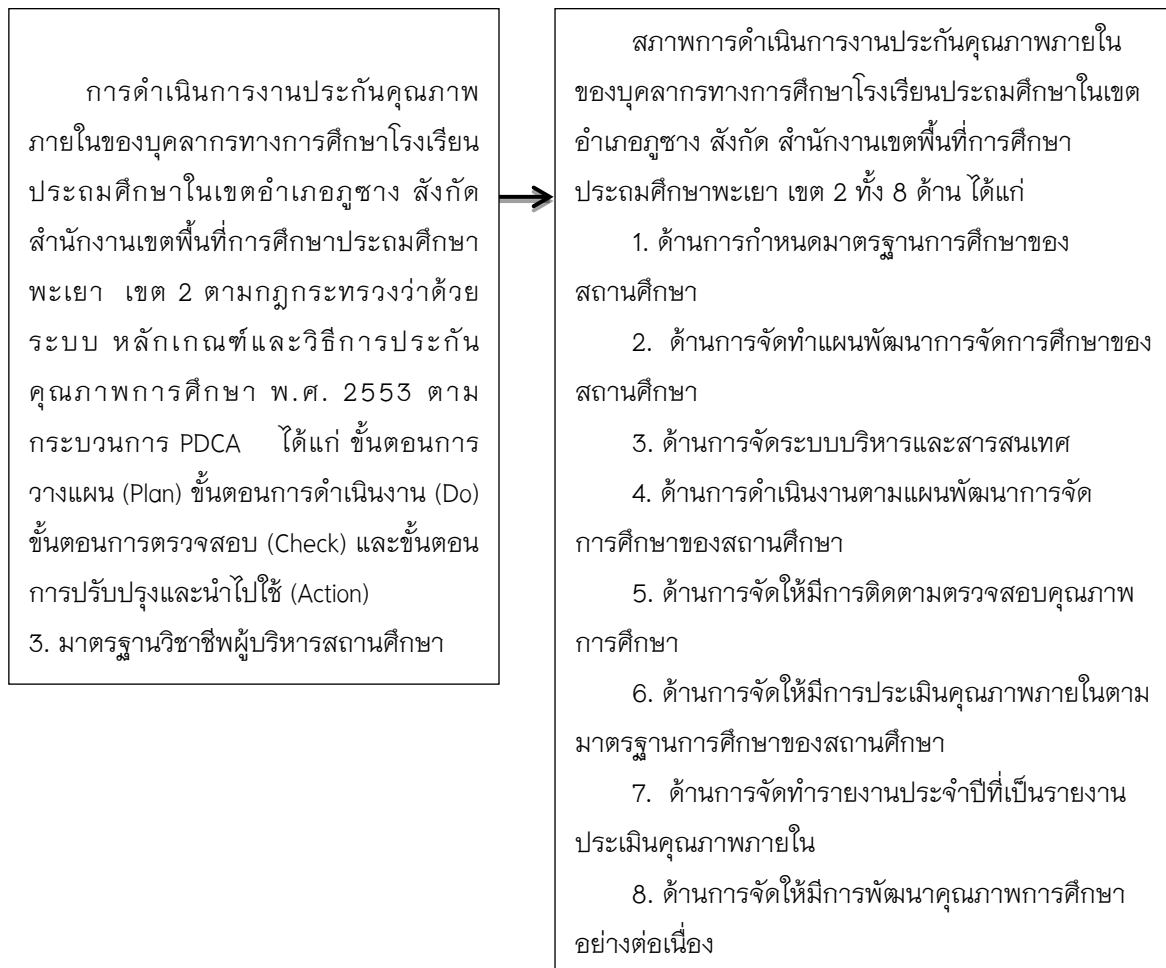 การดำเนินการงานประกันคุณภาพ
ภายในของบุคลากรทางการศึกษาโรงเรียน
ประถมศึกษาในเขตอำเภอภูซาง สังกัด
สำนักงานเขตพื้นที่การศึกษาประถมศึกษา
พะเยา เขต 2 ตามกฎกระทรวงว่าด้วย
ระบบ หลักเกณฑ์และวิธีการประกัน
คุณภาพการศึกษา พ.ศ. 2553 ตาม
กระบวนการ PDCA ได้แก่ ขั้นตอนการ
วางแผน (Plan) ขั้นตอนการดำเนินงาน (Do)
ขั้นตอนการตรวจสอบ (Check) และขั้นตอน
การปรับปรุงและนำไปใช้ (Action)
3. มาตรฐานวิชาชีพผู้บริหารสถานศึกษา
สภาพการดำเนินการงานประกันคุณภาพภายใน
ของบุคลากรทางการศึกษาโรงเรียนประถมศึกษาในเขต
อำเภอภูซาง สังกัด สำนักงานเขตพื้นที่การศึกษา
ประถมศึกษาพะเยา เขต 2 ทั้ง 8 ด้าน ได้แก่
1. ด้านการกำหนดมาตรฐานการศึกษาของ
สถานศึกษา
2. ด้านการจัดทำแผนพัฒนาการจัดการศึกษาของ
สถานศึกษา
3. ด้านการจัดระบบบริหารและสารสนเทศ
4. ด้านการดำเนินงานตามแผนพัฒนาการจัด
การศึกษาของสถานศึกษา
5. ด้านการจัดให้มีการติดตามตรวจสอบคุณภาพ
การศึกษา
6. ด้านการจัดให้มีการประเมินคุณภาพภายในตาม
มาตรฐานการศึกษาของสถานศึกษา
7. ด้านการจัดทำรายงานประจำปีที่เป็นรายงาน
ประเมินคุณภาพภายใน
8. ด้านการจัดให้มีการพัฒนาคุณภาพการศึกษา
อย่างต่อเนื่อง